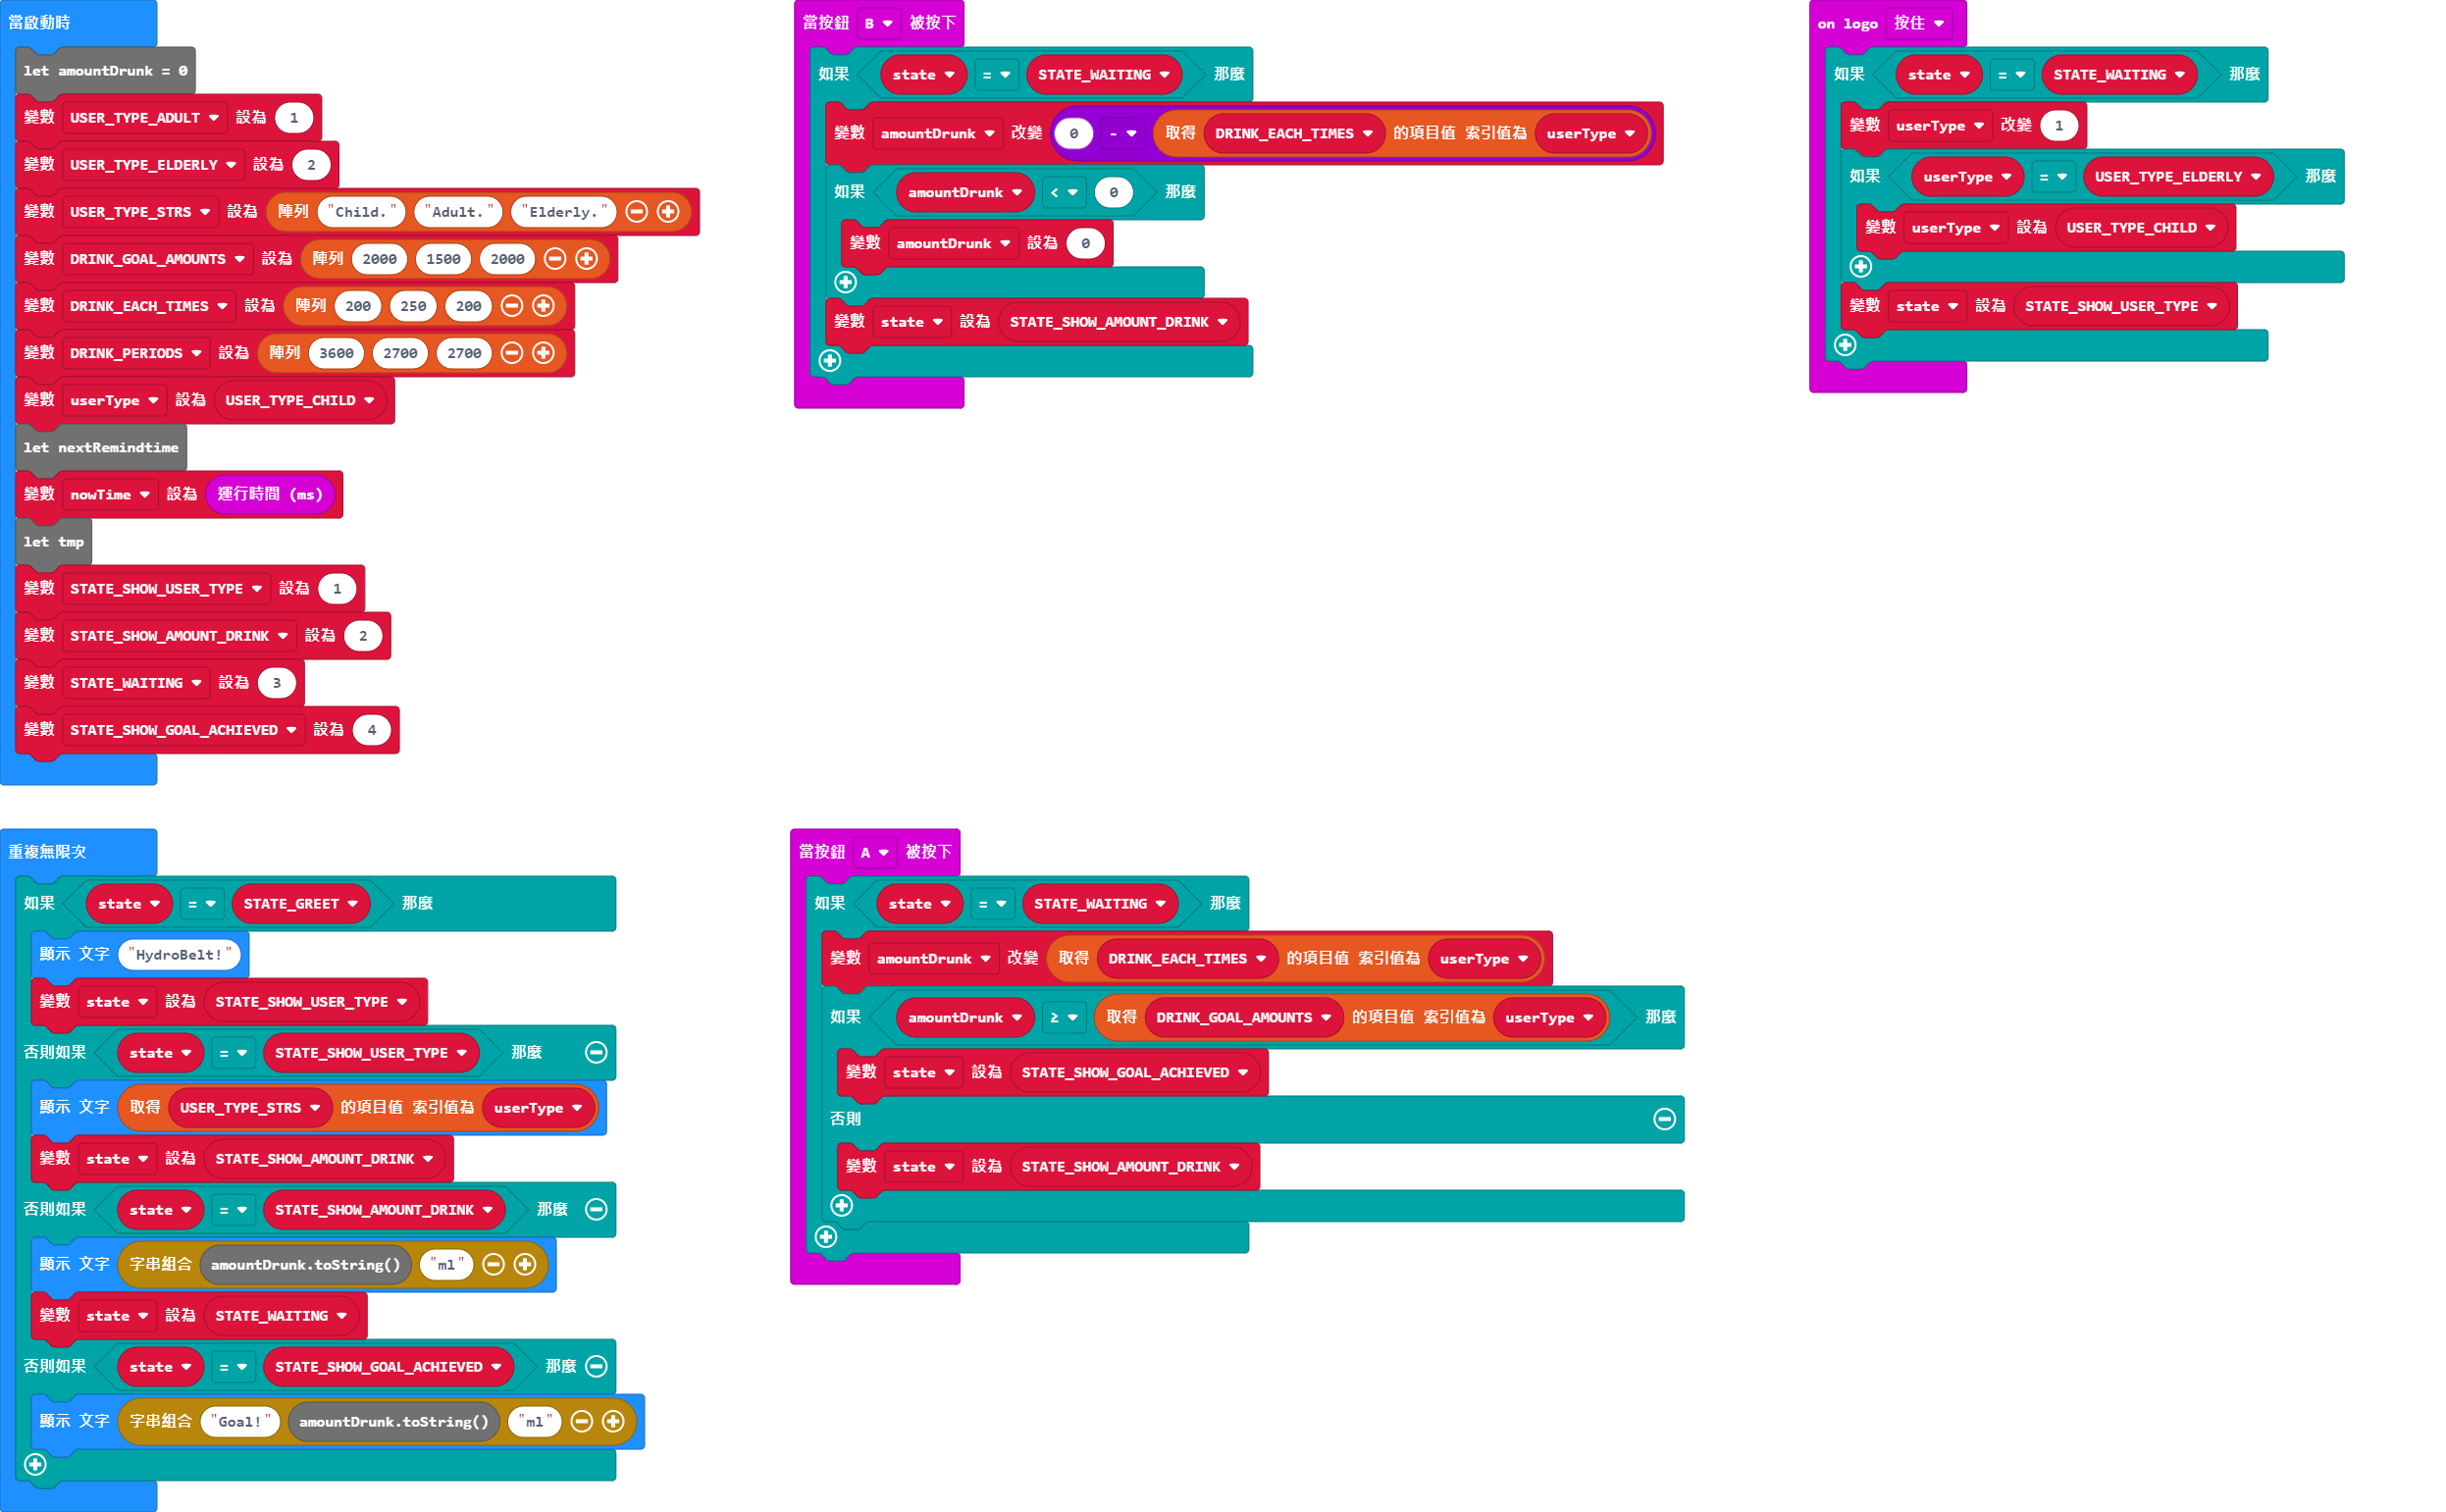 當啟動時
let amountDrunk = 0
變數 USER_TYPE_ADULT 設為 1
變數 USER_TYPE_ELDERLY 設為 2
變數 USER_TYPE_STRS 設為 陣列 "Child." "Adult." "Elderly."
變數 DRINK_GOAL_AMOUNTS 設為 陣列 2000 1500 2000
變數 DRINK_EACH_TIMES 設為 陣列 200 250 200
變數 DRINK_PERIODS 設為 陣列 3600 2700 2700
變數 userType 設為 USER_TYPE_CHILD
let nextRemindtime
變數 nowTime 設為 運行時間 (ms)
let tmp
變數 STATE_SHOW_USER_TYPE 設為 1
變數 STATE_SHOW_AMOUNT_DRINK 設為 2
變數 STATE_WAITING 設為 3
變數 STATE_SHOW_GOAL_ACHIEVED 設為 4
當按鈕 B 被按下
如果 state = STATE_WAITING 那麼
變數 amountDrunk 改變 0 - 取得 DRINK_EACH_TIMES 的項目值 索引值為 userType
如果 amountDrunk < 0 那麼
變數 amountDrunk 設為 0
變數 state 設為 STATE_SHOW_AMOUNT_DRINK
on logo 按住
如果 state = STATE_WAITING 那麼
變數 userType 改變 1
如果 userType = USER_TYPE_ELDERLY 那麼
變數 userType 設為 USER_TYPE_CHILD
變數 state 設為 STATE_SHOW_USER_TYPE
重複無限次
如果 state = STATE_GREET 那麼
顯示 文字 "HydroBelt!"
變數 state 設為 STATE_SHOW_USER_TYPE
否則如果 state = STATE_SHOW_USER_TYPE 那麼
顯示 文字 取得 USER_TYPE_STRS 的項目值 索引值為 userType
變數 state 設為 STATE_SHOW_AMOUNT_DRINK
否則如果 state = STATE_SHOW_AMOUNT_DRINK 那麼
顯示 文字 字串組合 amountDrunk.toString() "ml"
變數 state 設為 STATE_WAITING
否則如果 state = STATE_SHOW_GOAL_ACHIEVED 那麼
顯示 文字 字串組合 "Goal!" amountDrunk.toString() "ml"
當按鈕 A 被按下
如果 state = STATE_WAITING 那麼
變數 amountDrunk 改變 取得 DRINK_EACH_TIMES 的項目值 索引值為 userType
如果 amountDrunk ≥ 取得 DRINK_GOAL_AMOUNTS 的項目值 索引值為 userType 那麼
變數 state 設為 STATE_SHOW_GOAL_ACHIEVED
否則
變數 state 設為 STATE_SHOW_AMOUNT_DRINK